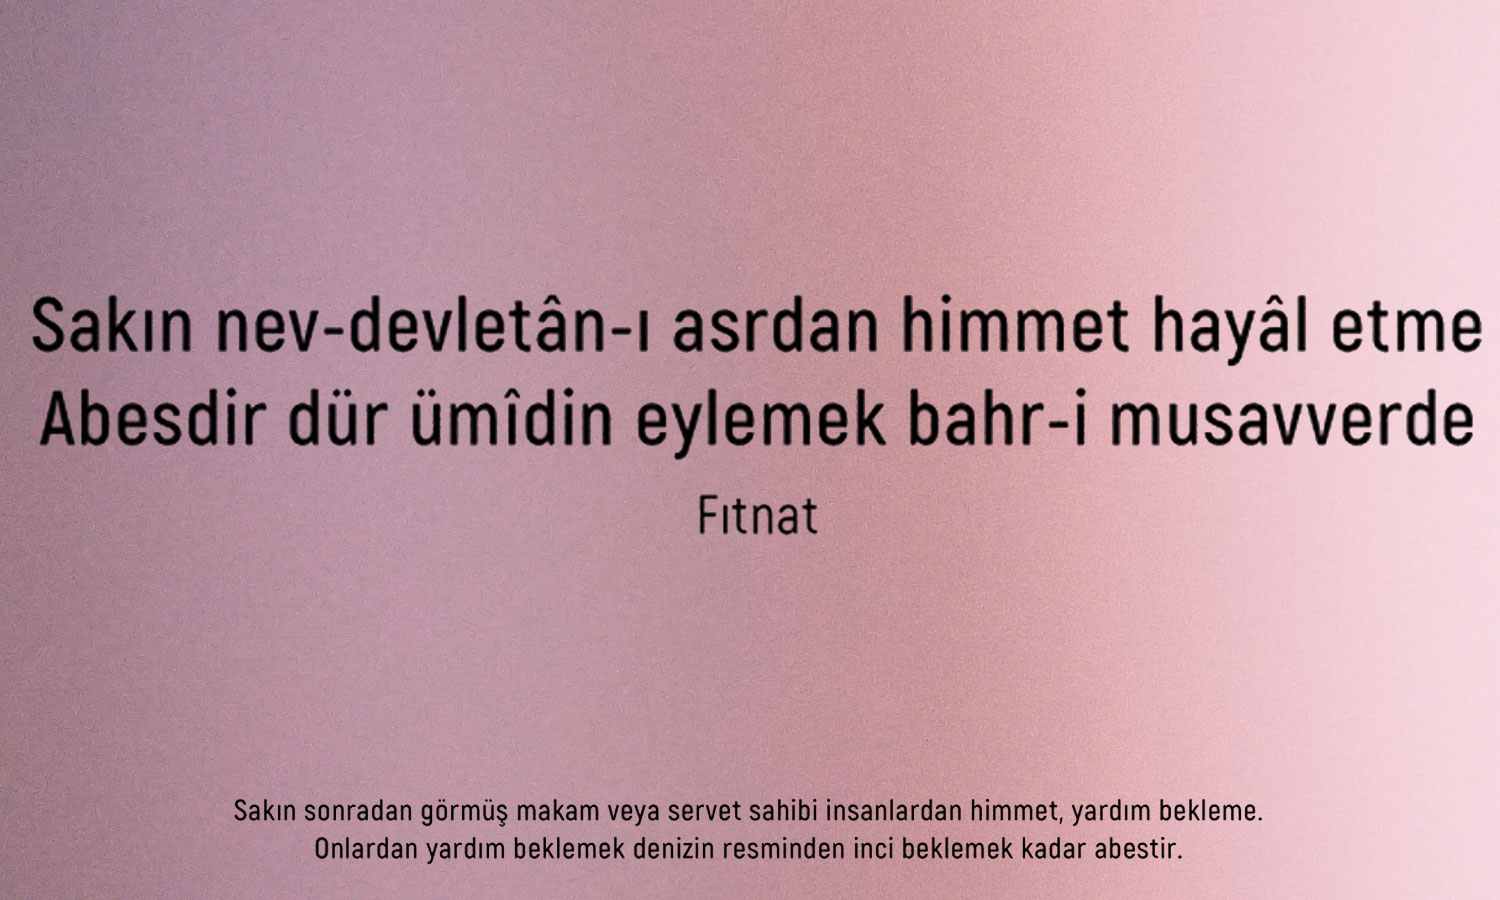 Sakın nev-devletân-ı asrdan himmet hayâl etme
Abesdir dür ümîdin eylemek bahr-i musavverde
Fıtnat
Sakın sonradan görmüş makam veya servet sahibi insanlardan himmet, yardım bekleme.
Onlardan yardım beklemek denizin resminden inci beklemek kadar abestir.